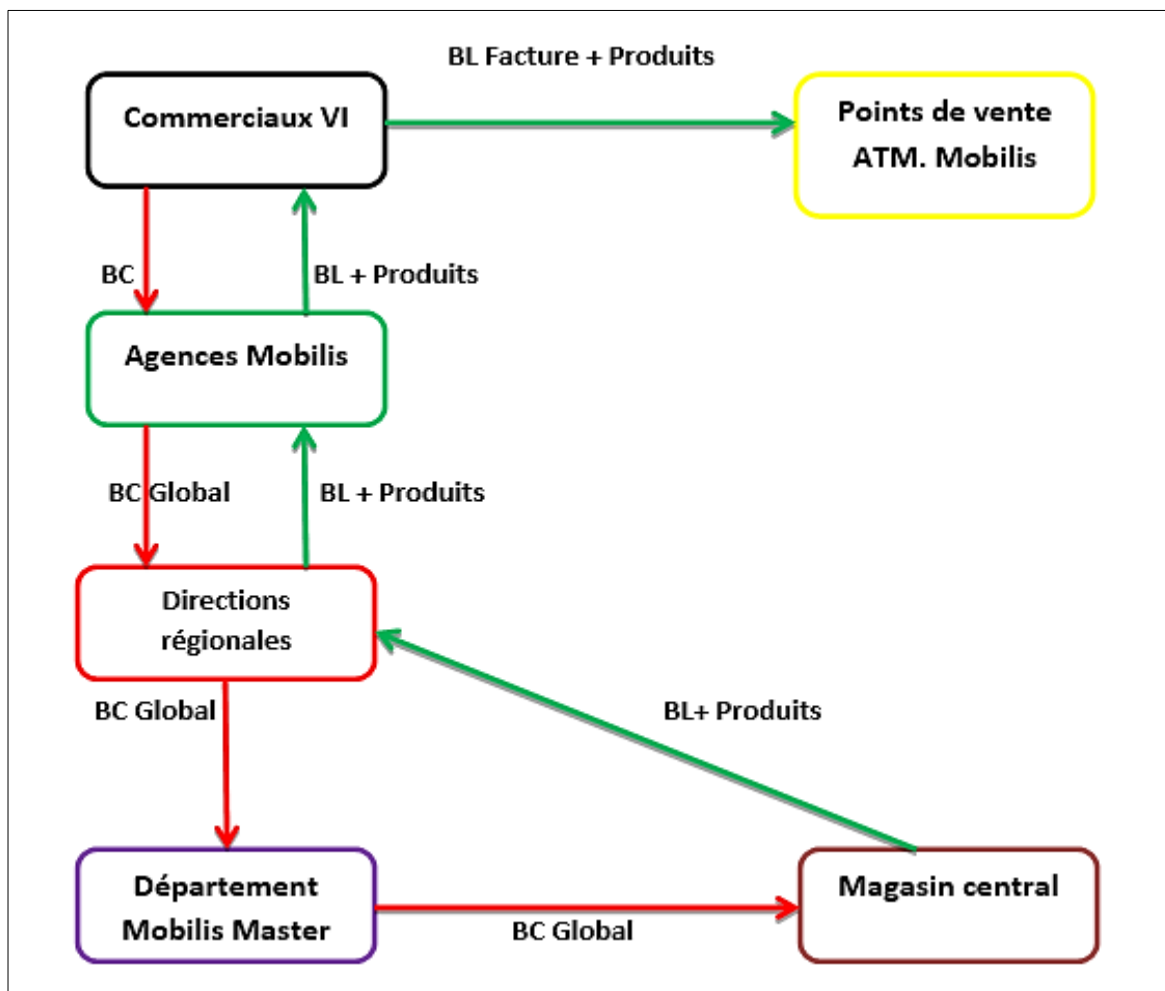 BL Facture + Produits
Commerciaux VI
Points de vente
ATM. Mobilis
BC
BL + Produits
Agences Mobilis
BC Global
BL + Produits
Directions
régionales
BC Global
BL+ Produits
Département
Mobilis Master
Magasin central
BC Global